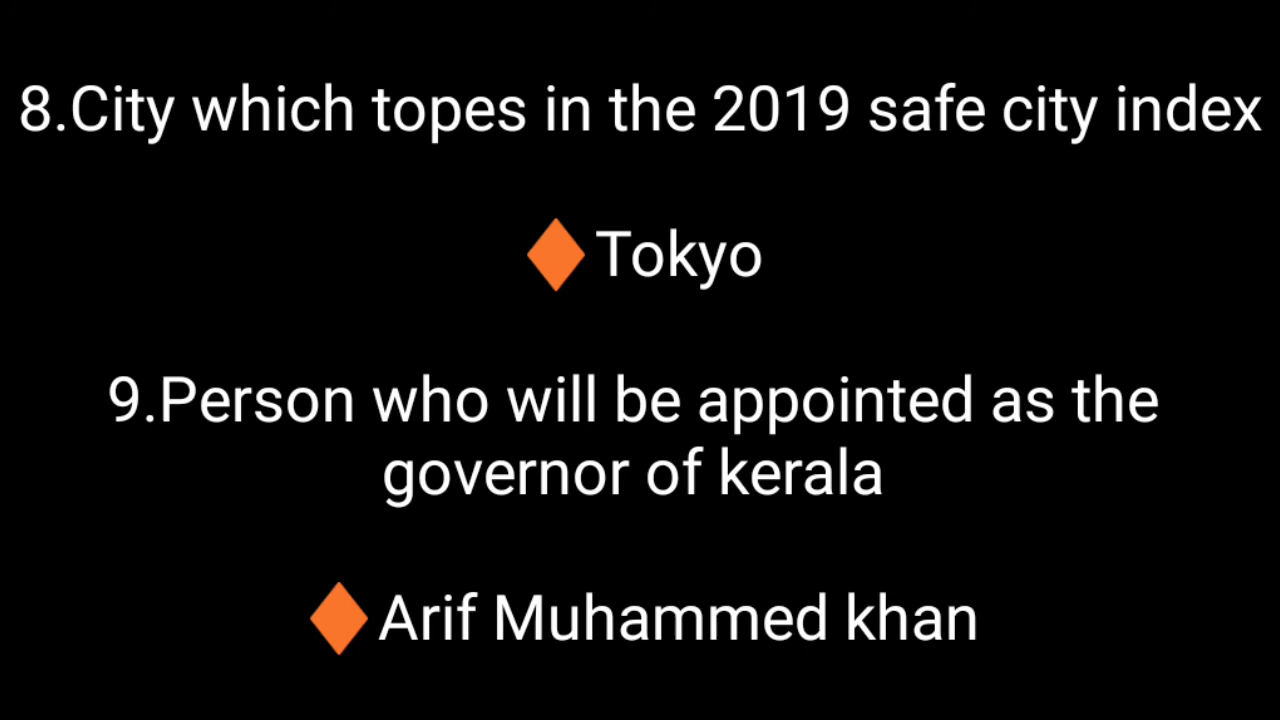 8.City which topes in the 2019 safe city index
♦Tokyo
9.Person who will be appointed as the
governor of kerala
♦Arif Muhammed khan